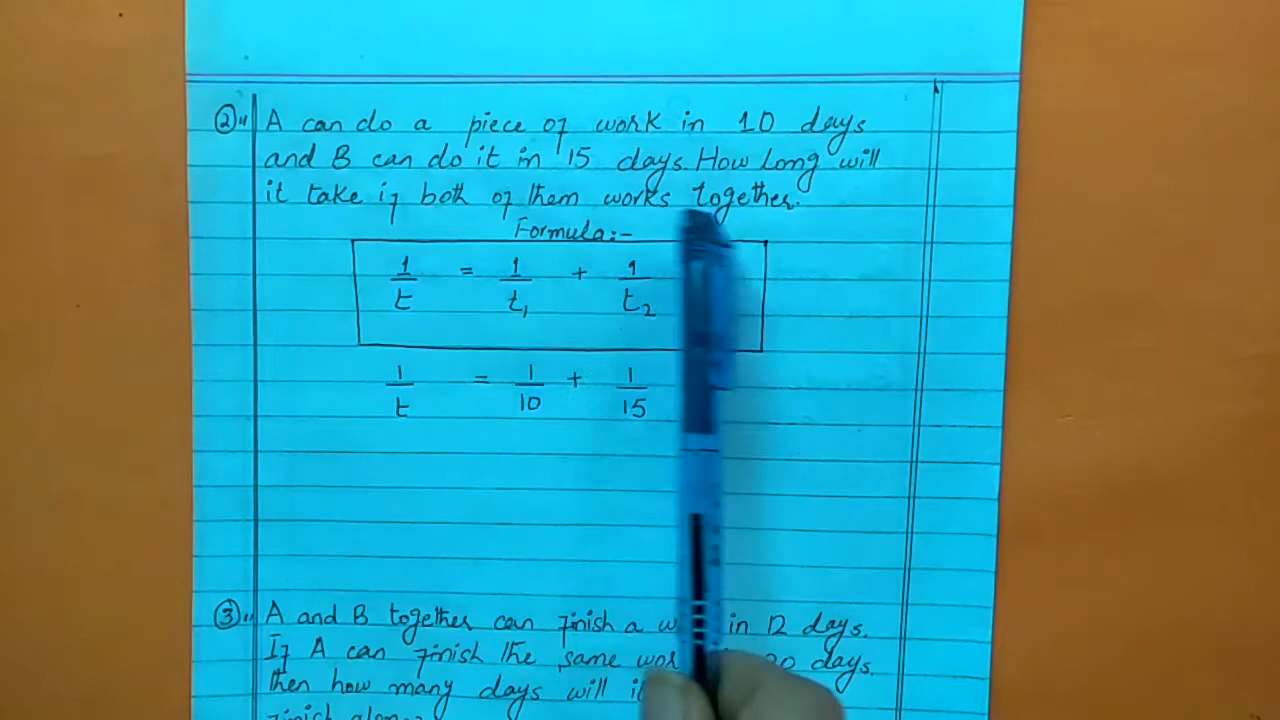 ② A can do a piece of work in 10 days
and B can do it in 15 days. How Long will
it take if both of them works together.
Formula:-
1/t = 1/t₁ + 1/t₂
1/t = 1/10 + 1/15
③ A and B together can finish a in 12 days.
If A can finish the same days.
then how many days will
finish alone